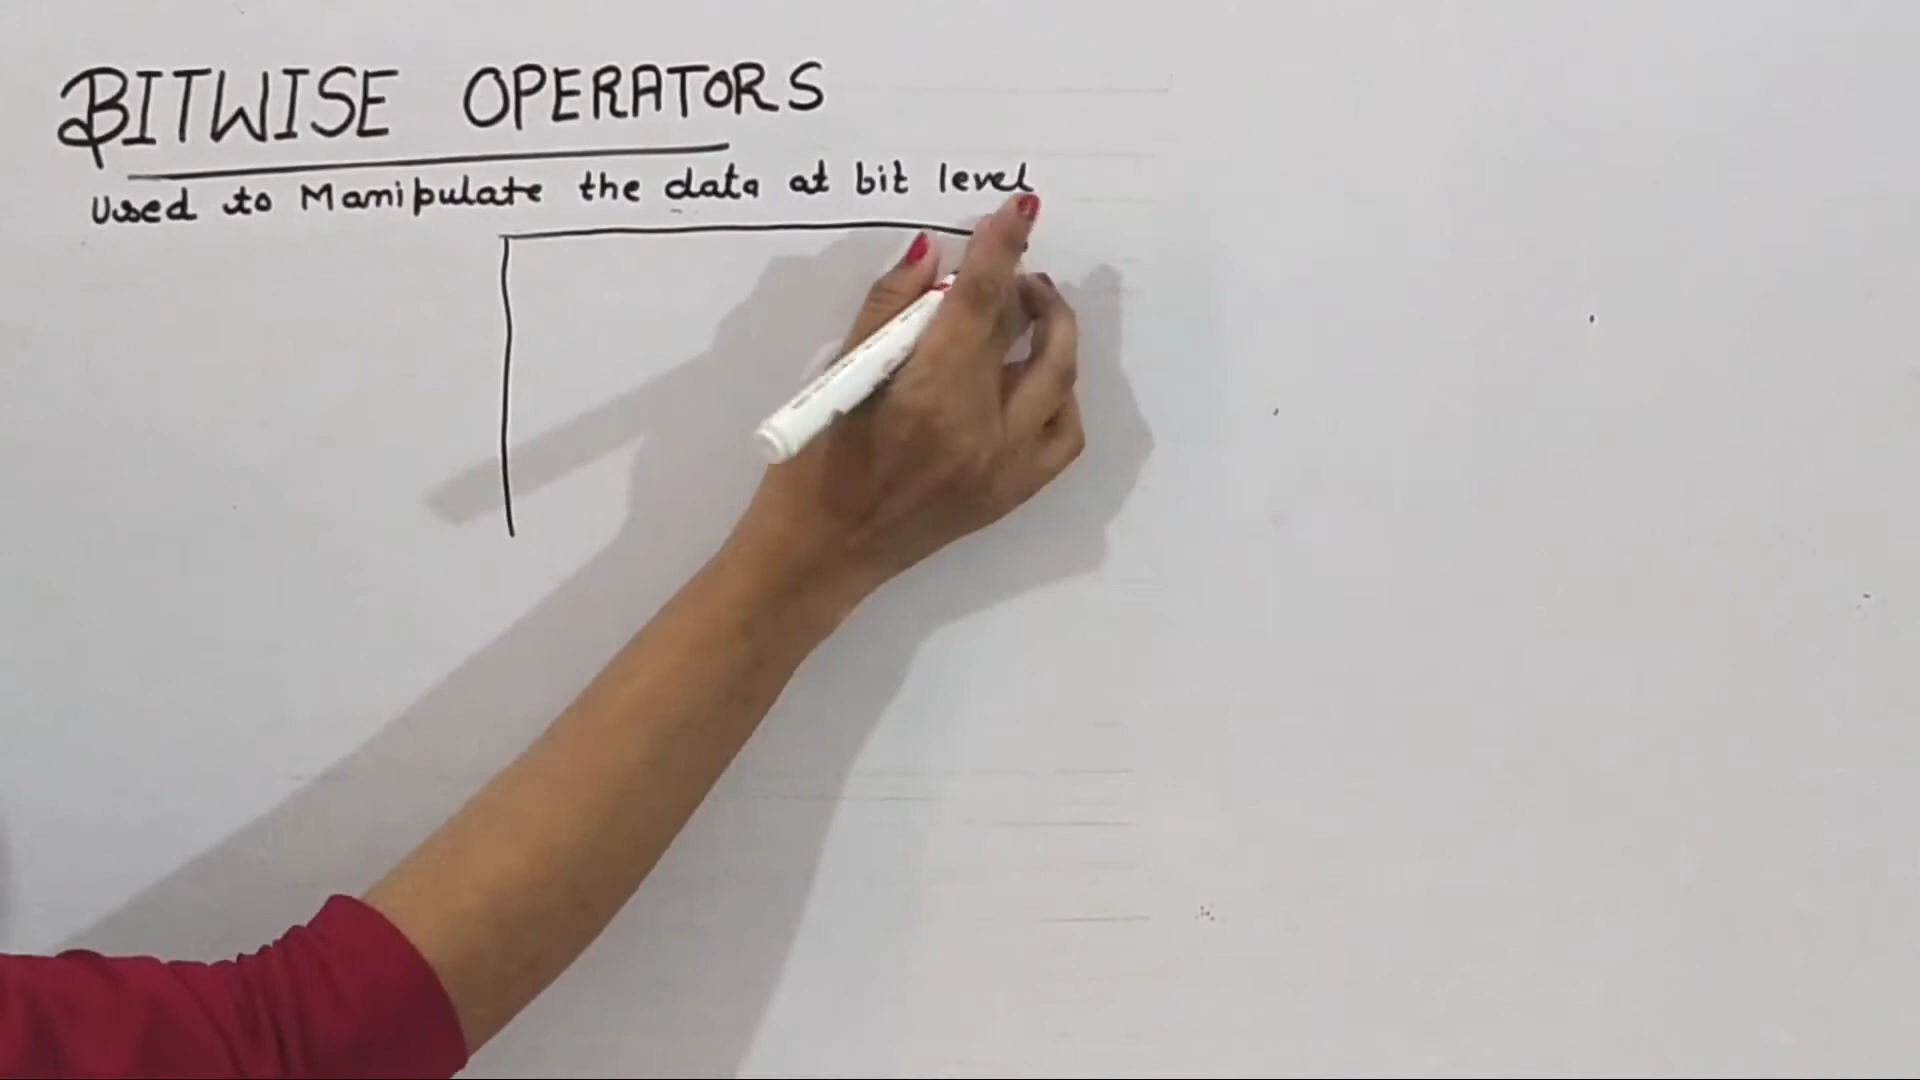 BITWISE OPERATORS
Used to Manipulate the data at bit level